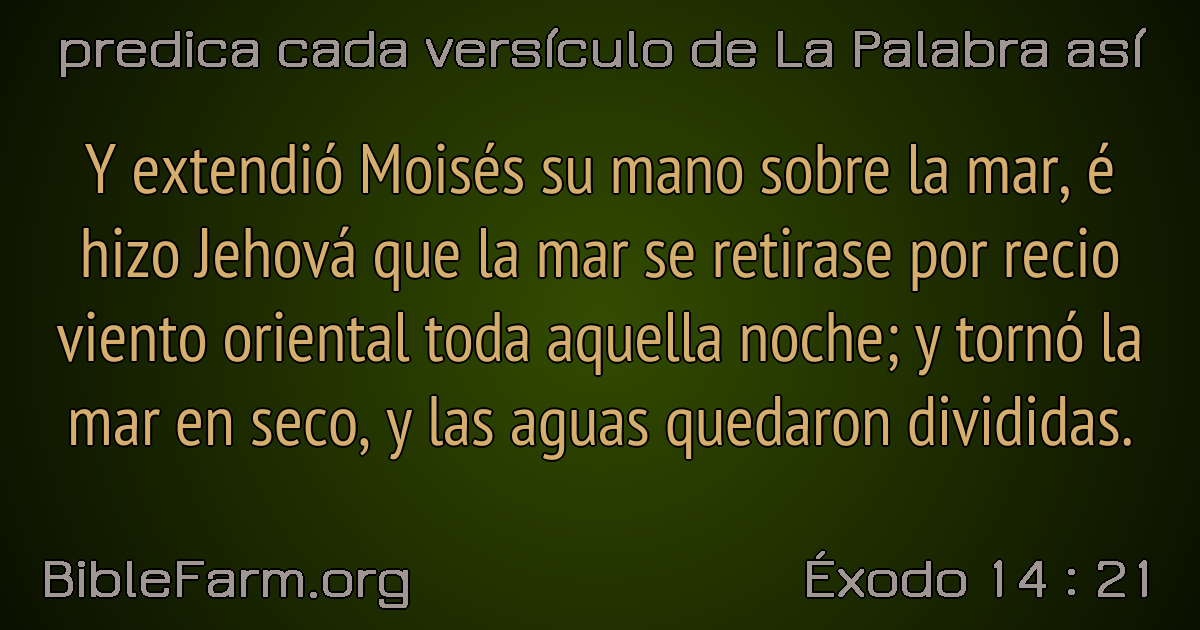 predica cada versículo de La Palabra así
Y extendió Moisés su mano sobre la mar, é
hizo Jehová que la mar se retirase por recio
viento oriental toda aquella noche; y tornó la
mar en seco, y las aguas quedaron divididas.
BibleFarm.org
Éxodo 14 : 21